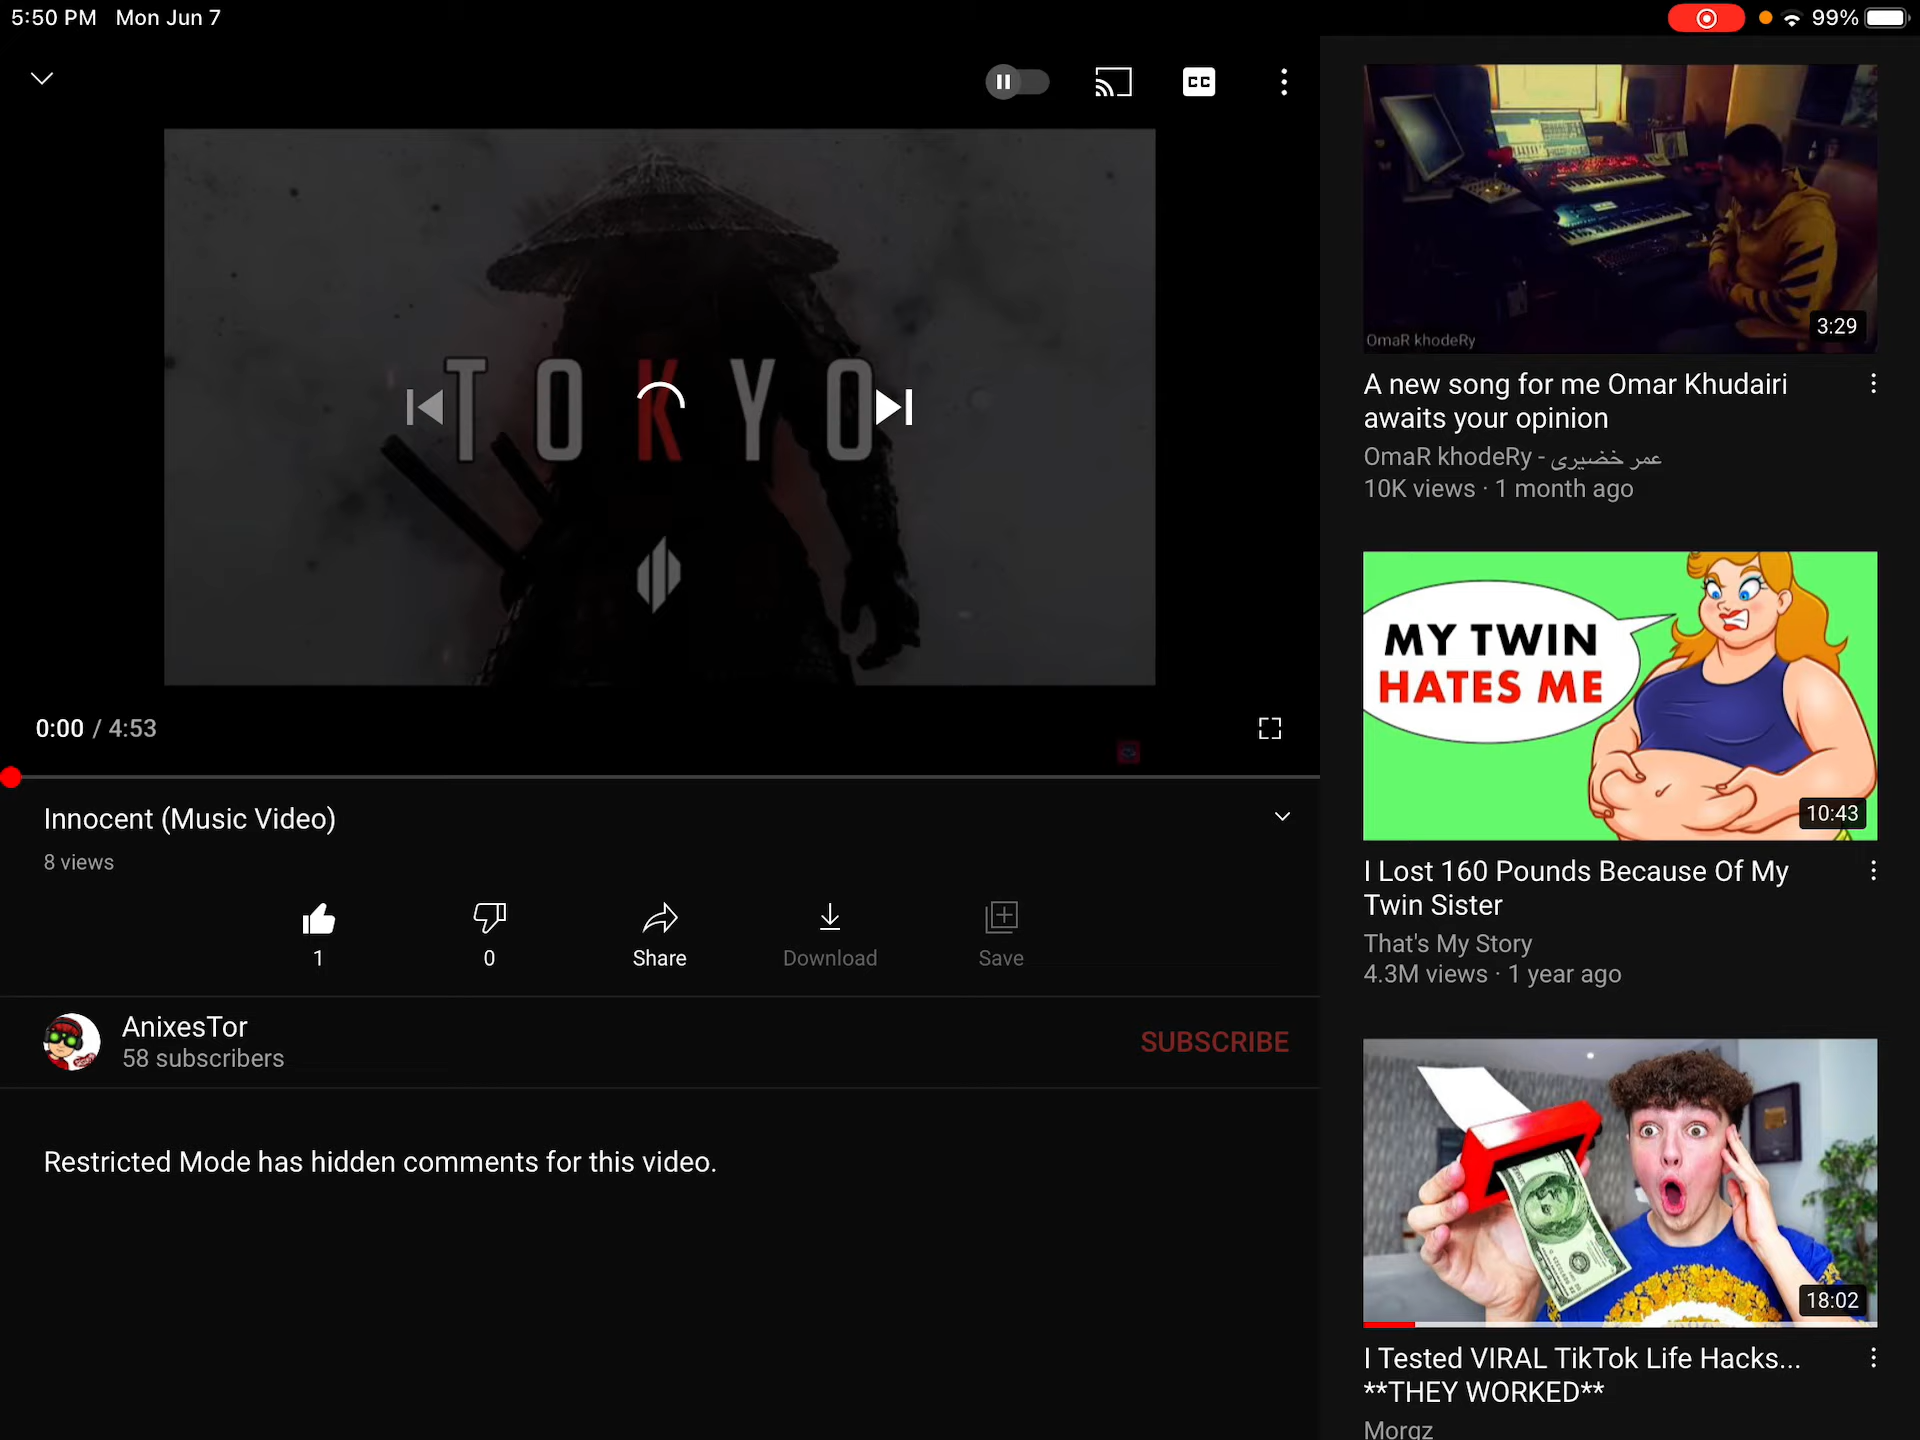 5:50 PM Mon Jun 7
99%
CC
TOKYO
0:00 / 4:53
Innocent (Music Video)
8 views
1
0
Share
Download
Save
AnixesTor
58 subscribers
SUBSCRIBE
Restricted Mode has hidden comments for this video.
OmaR khodeRy
3:29
A new song for me Omar Khudairi
awaits your opinion
OmaR khodeRy - عمر خضيرى
10K views · 1 month ago
MY TWIN
HATES ME
10:43
I Lost 160 Pounds Because Of My
Twin Sister
That's My Story
4.3M views · 1 year ago
18:02
I Tested VIRAL TikTok Life Hacks...
**THEY WORKED**
Morgz